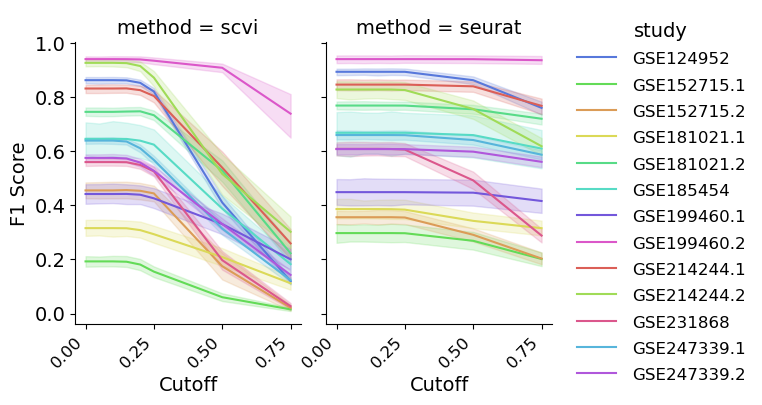 method = scvi
method = seurat
study
F1 Score
1.0
0.8
0.6
0.4
0.2
0.0
0.00
0.25
0.50
0.75
0.00
0.25
0.50
0.75
Cutoff
Cutoff
GSE124952
GSE152715.1
GSE152715.2
GSE181021.1
GSE181021.2
GSE185454
GSE199460.1
GSE199460.2
GSE214244.1
GSE214244.2
GSE231868
GSE247339.1
GSE247339.2